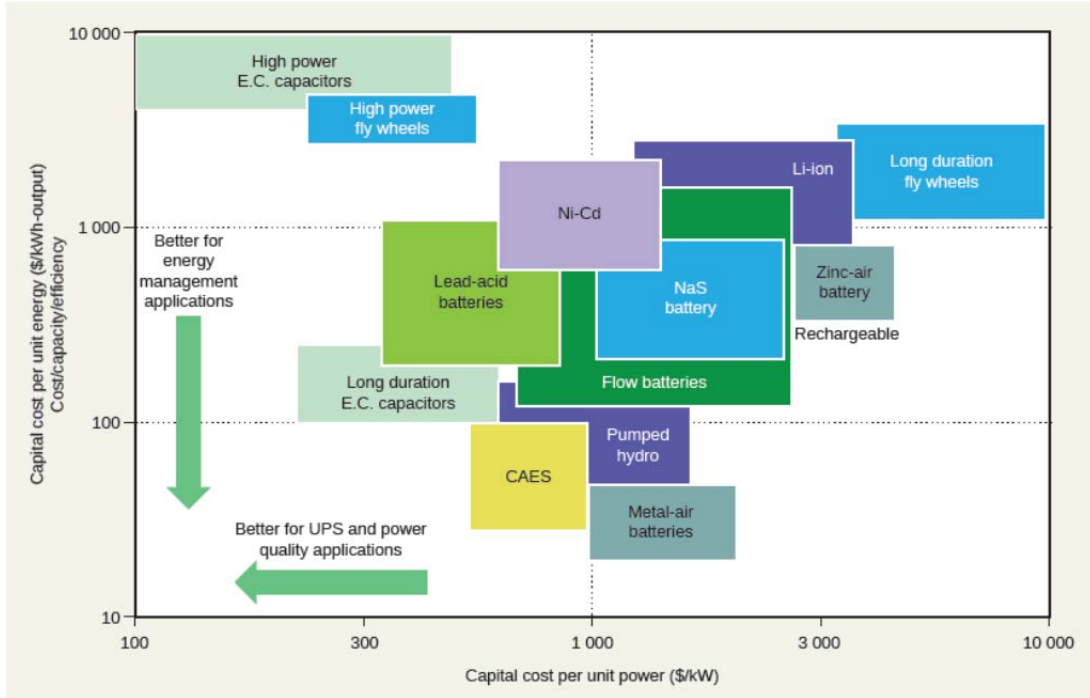 Capital cost per unit energy ($/kWh-output)
Cost/capacity/efficiency
10 000
1 000
100
10
High power
E.C. capacitors
High power
fly wheels
Long duration
fly wheels
Li-ion
Ni-Cd
Better for
energy
management
applications
Lead-acid
batteries
NaS
battery
Zinc-air
battery
Rechargeable
Long duration
E.C. capacitors
Flow batteries
Pumped
hydro
CAES
Metal-air
batteries
Better for UPS and power
quality applications
100
300
1 000
3 000
10 000
Capital cost per unit power ($/kW)